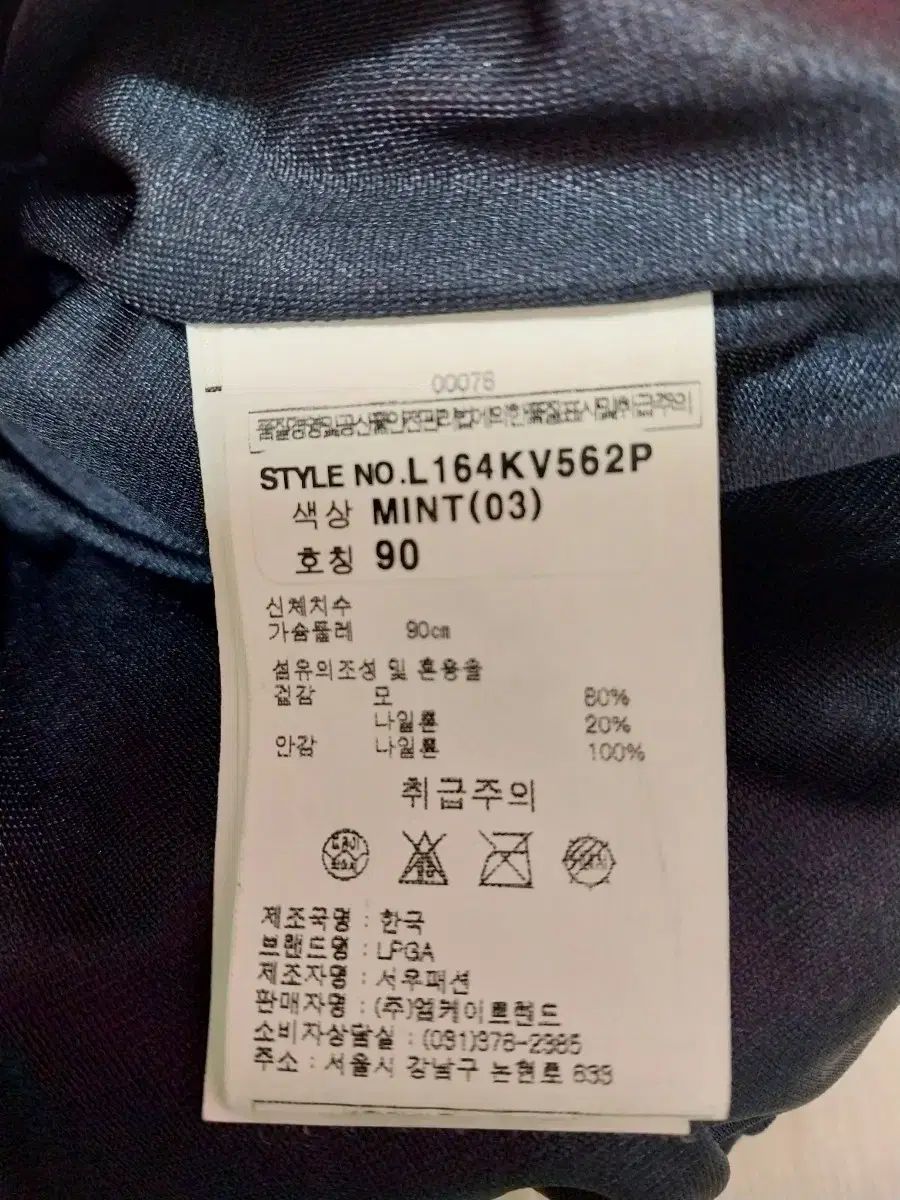 00078
STYLE NO.L164KV562P
색상 MINT(03)
호칭 90
신체치수
가슴둘레 90㎝
섬유의조성 및 혼용율
겉감 모 80%
나일론 20%
안감 나일론 100%
취급주의
제조국명 : 한국
브랜드명 : LPGA
제조자명 : 서우패션
판매자명 : (주)엠케이트렌드
소비자상담실 : (031)376-2385
주소 : 서울시 강남구 논현로 633